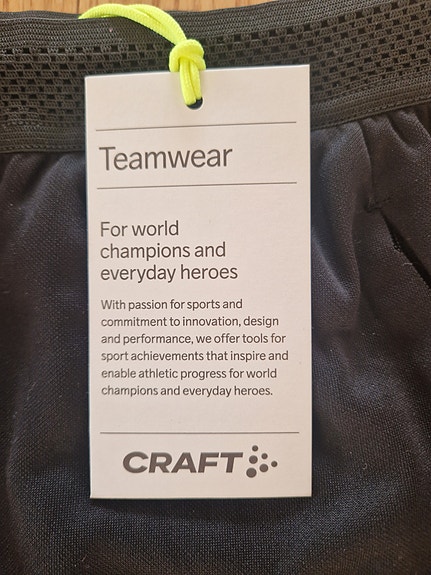 Teamwear
For world
champions and
everyday heroes
With passion for sports and
commitment to innovation, design
and performance, we offer tools for
sport achievements that inspire and
enable athletic progress for world
champions and everyday heroes.
CRAFT